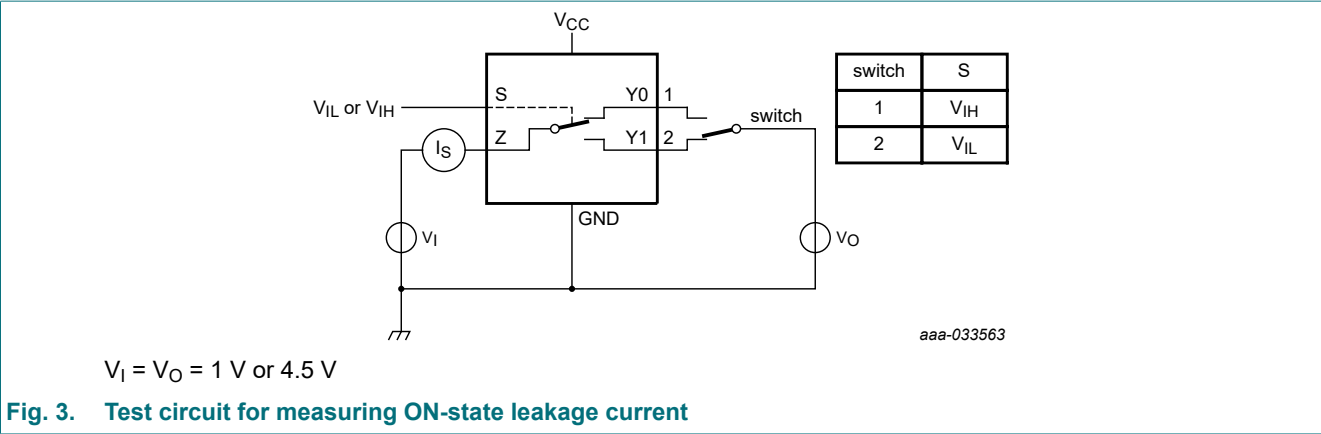 VCC
switch S
S Y0 1
VIL or VIH
1 VIH
switch
IS Z Y1 2
2 VIL
GND
VI
VO
aaa-033563
VI = VO = 1 V or 4.5 V
Fig. 3. Test circuit for measuring ON-state leakage current